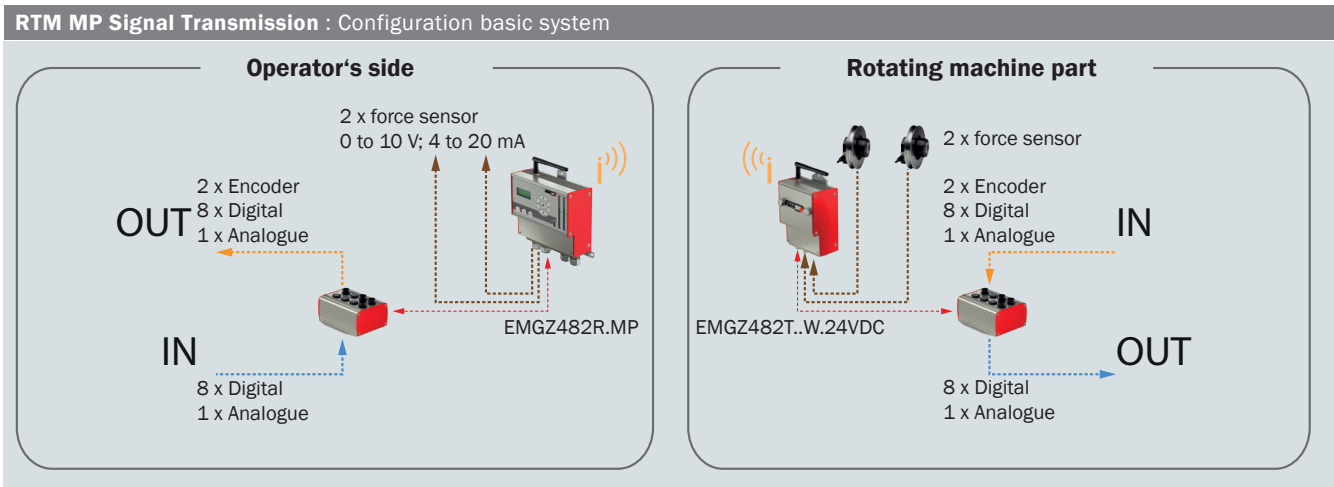 RTM MP Signal Transmission : Configuration basic system
Operator‘s side
2 x force sensor
0 to 10 V; 4 to 20 mA
2 x Encoder
8 x Digital
1 x Analogue
OUT
EMGZ482R.MP
IN
8 x Digital
1 x Analogue
Rotating machine part
2 x force sensor
2 x Encoder
8 x Digital
1 x Analogue
IN
EMGZ482T..W.24VDC
OUT
8 x Digital
1 x Analogue